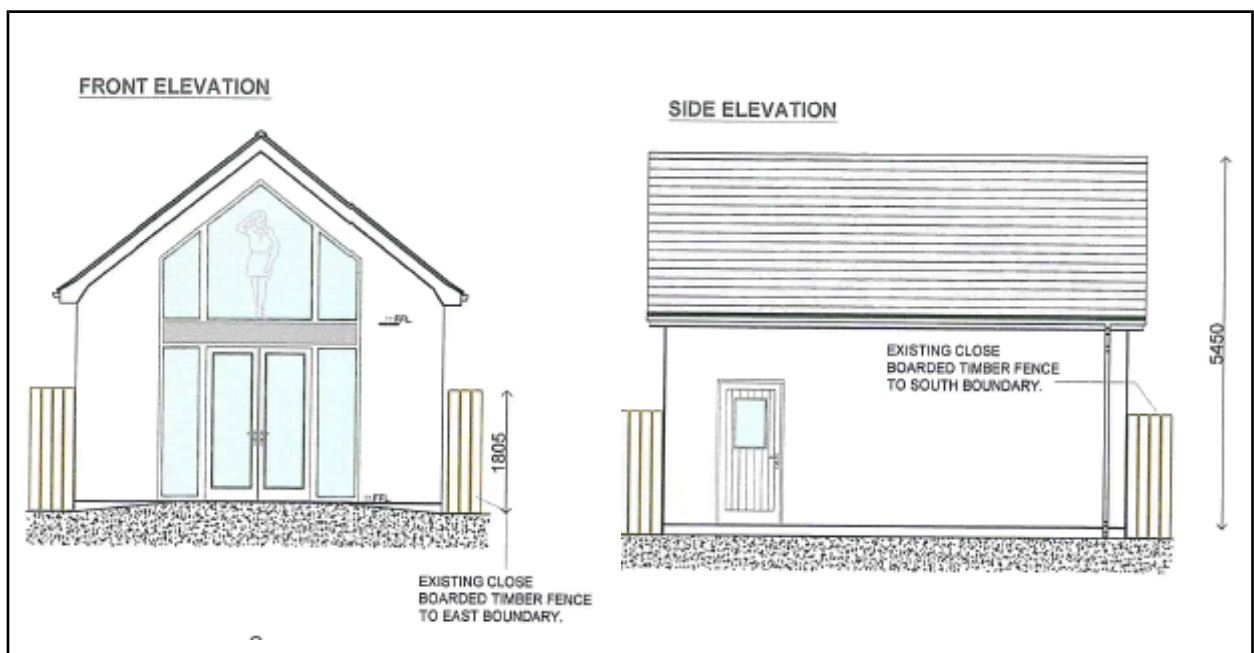 FRONT ELEVATION
SIDE ELEVATION
FFL
EXISTING CLOSE
BOARDED TIMBER FENCE
TO SOUTH BOUNDARY.
5450
1805
FFL
EXISTING CLOSE
BOARDED TIMBER FENCE
TO EAST BOUNDARY.